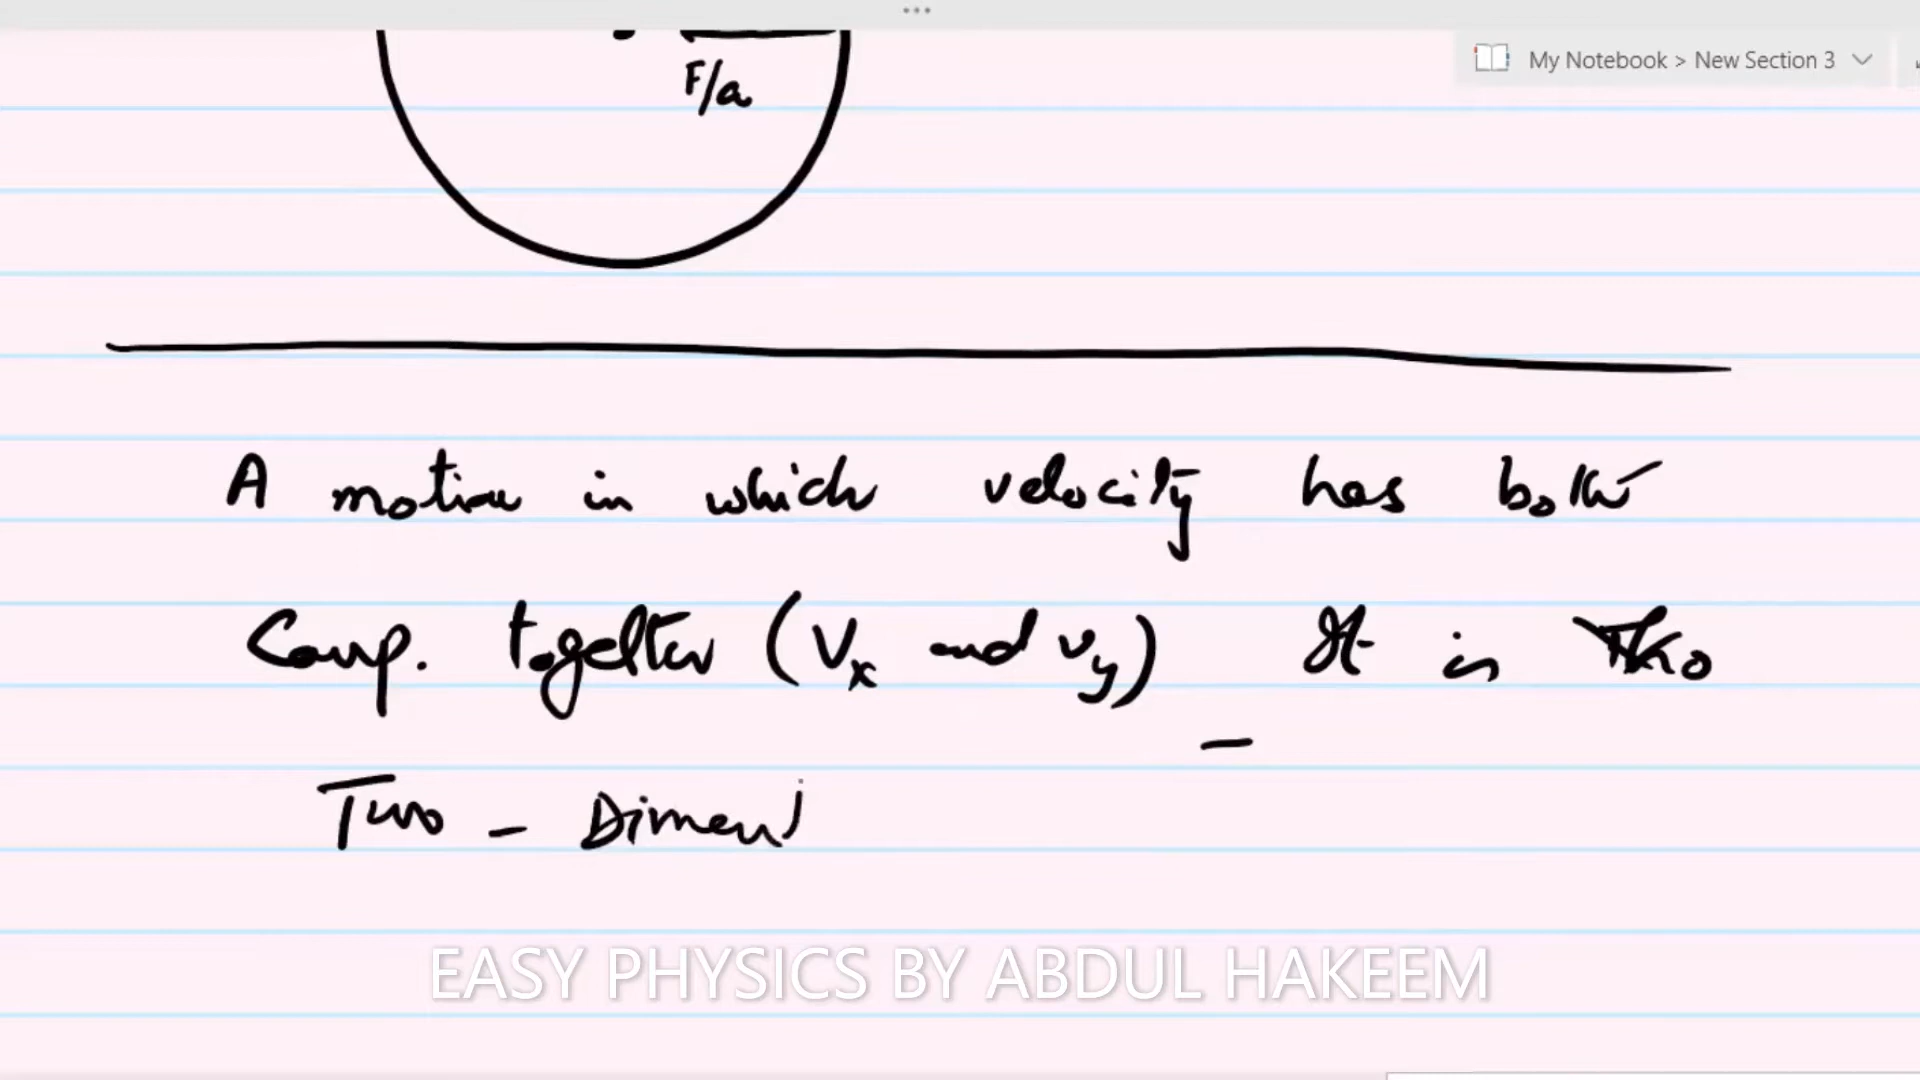 My Notebook > New Section 3
F/a
A motion in which velocity has both
Comp. together (Vx and vy) It is
Two - Dimensi
EASY PHYSICS BY ABDUL HAKEEM